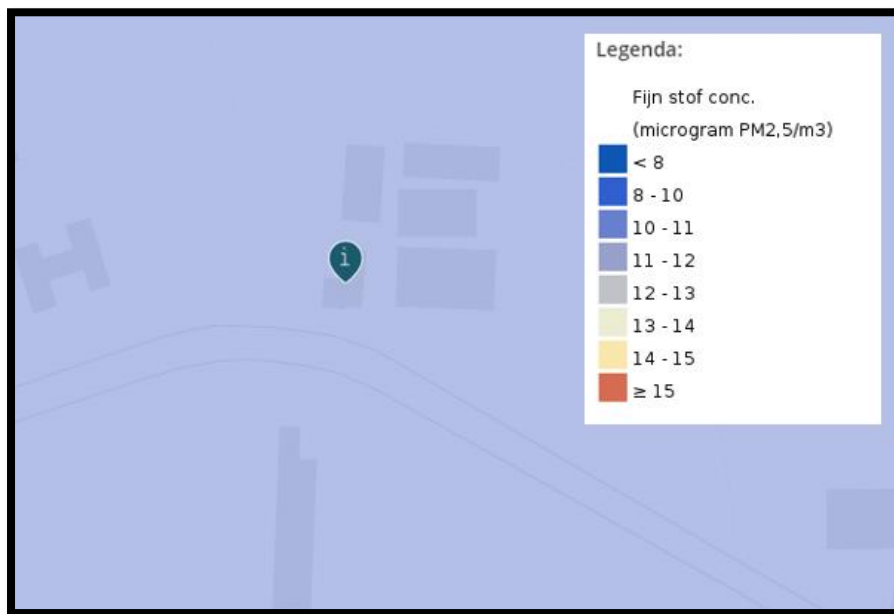 Legenda:
Fijn stof conc.
(microgram PM2,5/m3)
< 8
8 - 10
10 - 11
11 - 12
12 - 13
13 - 14
14 - 15
≥ 15
i